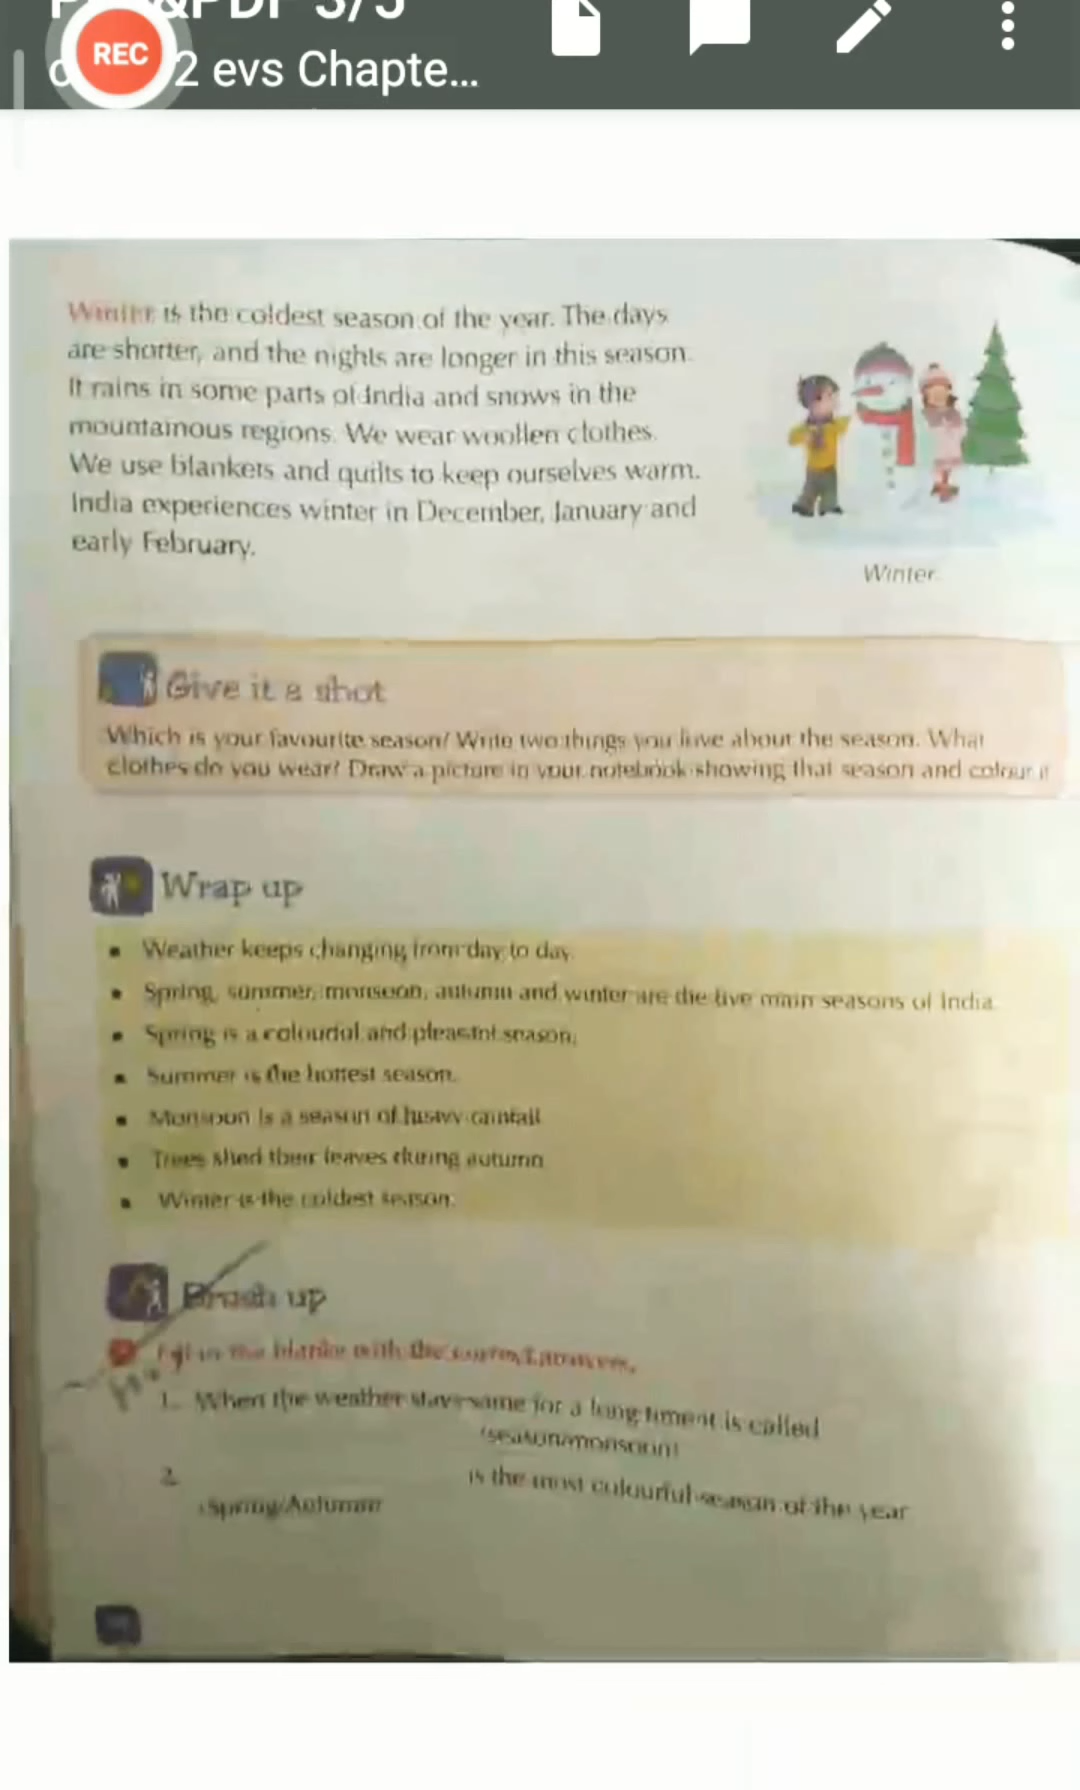 &PDF 3/5
REC
2 evs Chapte...
Winter is the coldest season of the year. The days
are shorter, and the nights are longer in this season.
It rains in some parts of India and snows in the
mountainous regions. We wear woollen clothes.
We use blankets and quilts to keep ourselves warm.
India experiences winter in December, January and
early February.
Winter
Give it a shot
Which is your favourite season? Write two things you love about the season. What
clothes do you wear? Draw a picture in your notebook showing that season and colour it
Wrap up
Weather keeps changing from day to day.
Spring, summer, monsoon, autumn and winter are the five main seasons of India
Spring is a colourful and pleasant season.
Summer is the hottest season.
Monsoon is a season of heavy rainfall
Trees shed their leaves during autumn
Winter is the coldest season.
Brush up
Fill in the blanks with the correct answers.
1. When the weather stays same for a long time it is called
(season/monsoon)
2. is the most colourful season of the year
(Spring/Autumn)